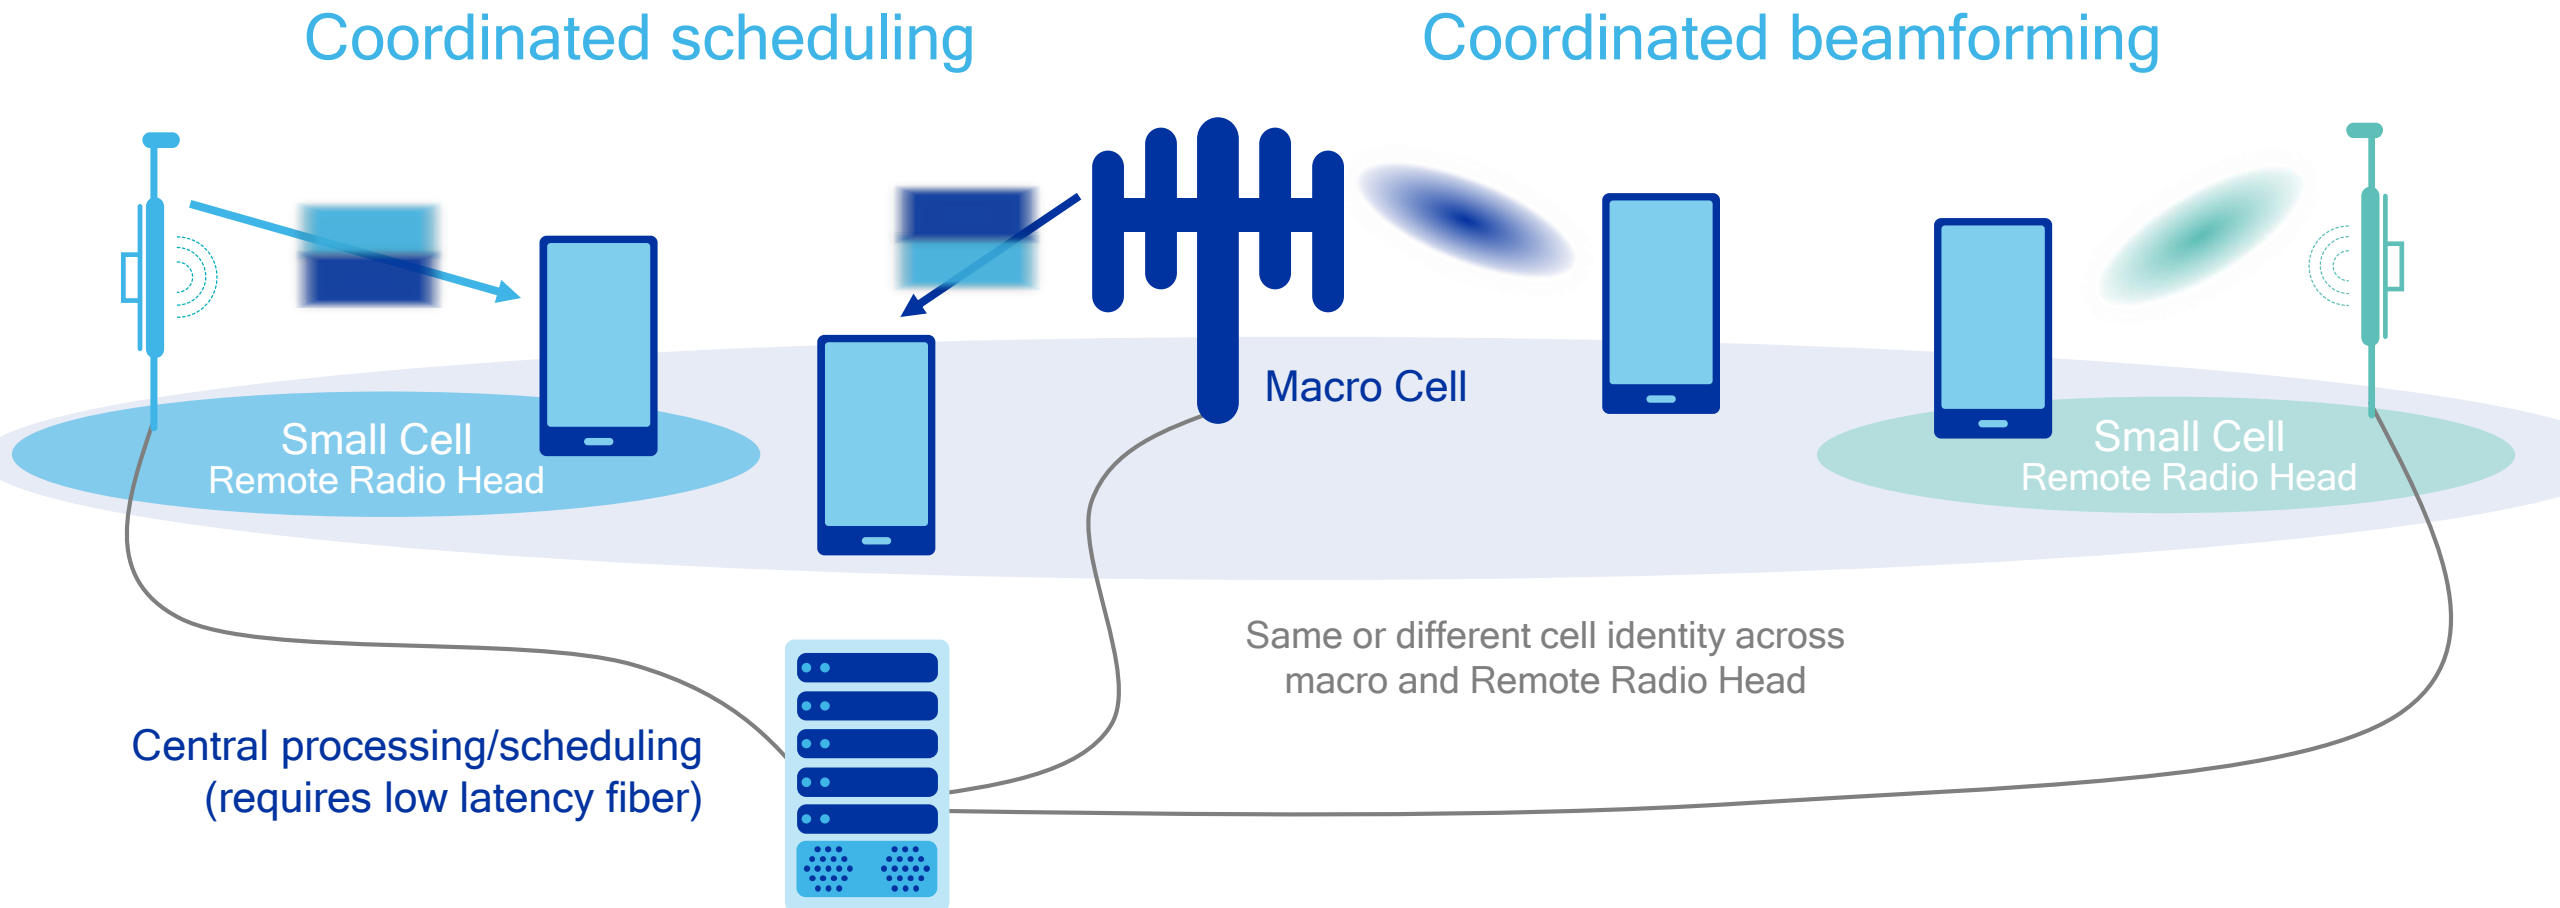 Coordinated scheduling
Coordinated beamforming
Macro Cell
Small Cell
Remote Radio Head
Small Cell
Remote Radio Head
Same or different cell identity across
macro and Remote Radio Head
Central processing/scheduling
(requires low latency fiber)